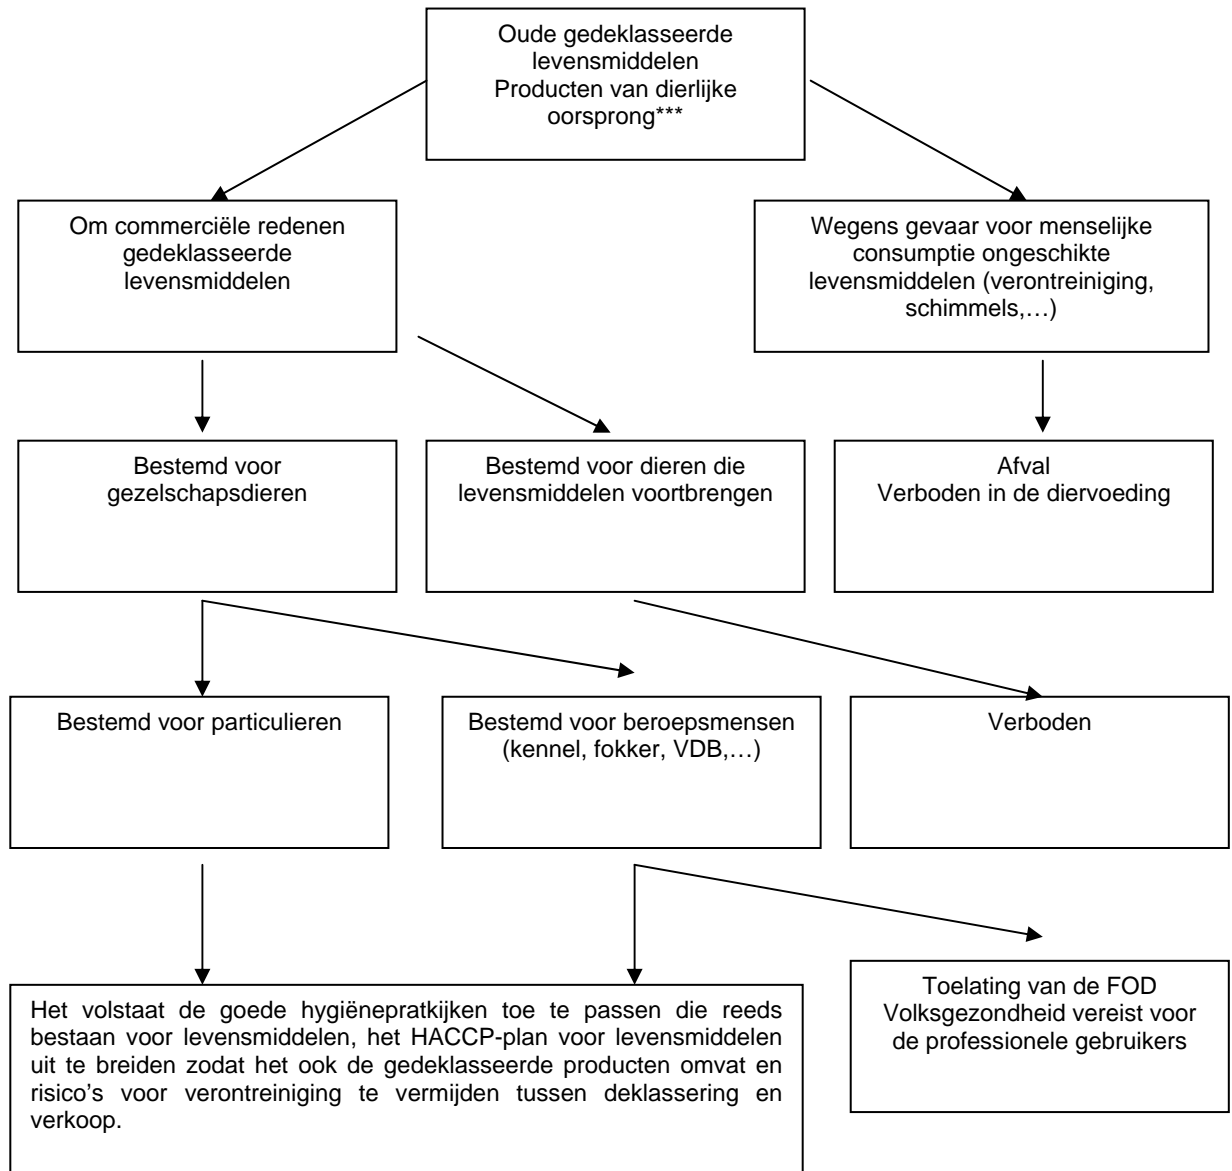 Oude gedeklasseerde
levensmiddelen
Producten van dierlijke
oorsprong***
Om commerciële redenen
gedeklasseerde
levensmiddelen
Wegens gevaar voor menselijke
consumptie ongeschikte
levensmiddelen (verontreiniging,
schimmels,…)
Bestemd voor
gezelschapsdieren
Bestemd voor dieren die
levensmiddelen voortbrengen
Afval
Verboden in de diervoeding
Bestemd voor particulieren
Bestemd voor beroepsmensen
(kennel, fokker, VDB,…)
Verboden
Het volstaat de goede hygiënepratkijken toe te passen die reeds
bestaan voor levensmiddelen, het HACCP-plan voor levensmiddelen
uit te breiden zodat het ook de gedeklasseerde producten omvat en
risico's voor verontreiniging te vermijden tussen deklassering en
verkoop.
Toelating van de FOD
Volksgezondheid vereist voor
de professionele gebruikers